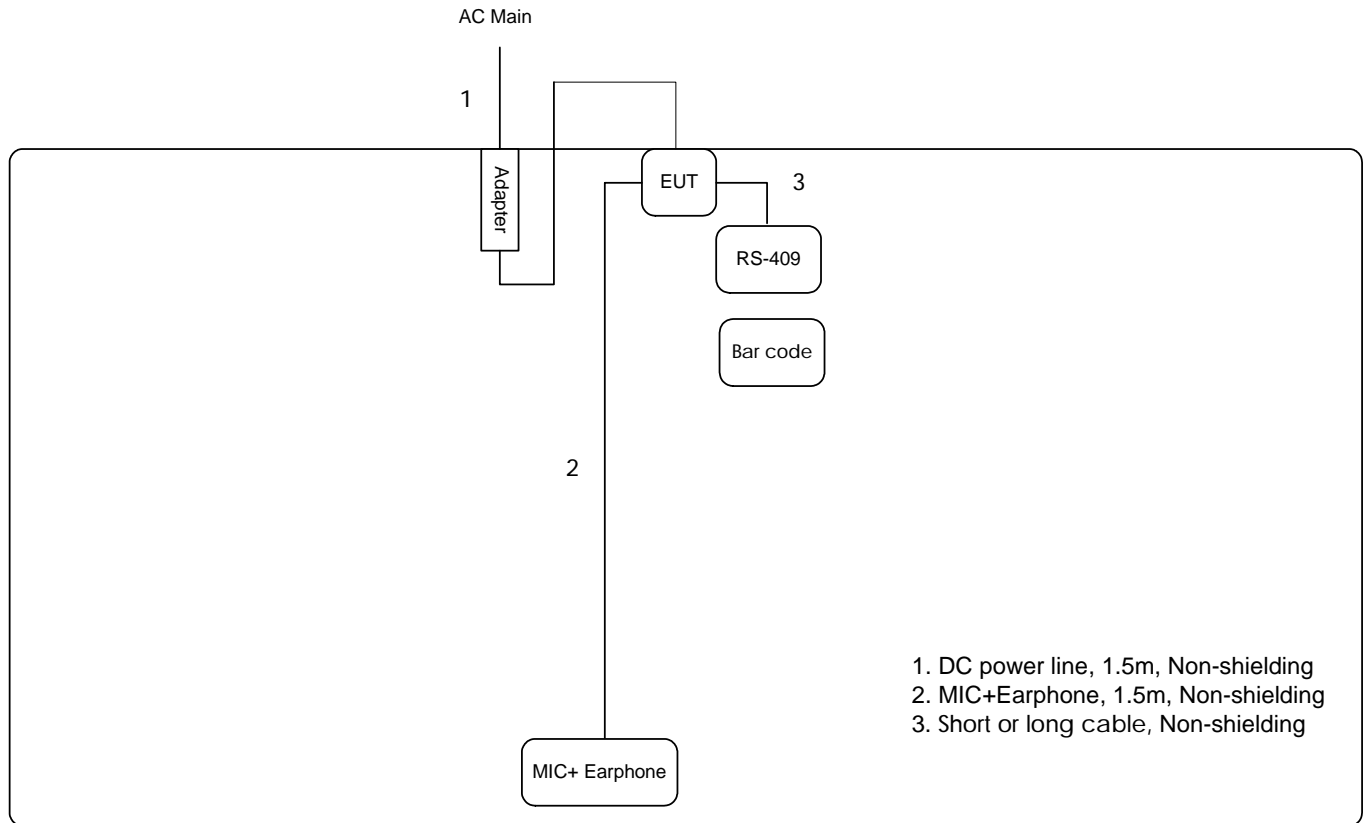 AC Main
1
Adapter
EUT
3
RS-409
Bar code
2
1. DC power line, 1.5m, Non-shielding
2. MIC+Earphone, 1.5m, Non-shielding
3. Short or long cable, Non-shielding
MIC+ Earphone